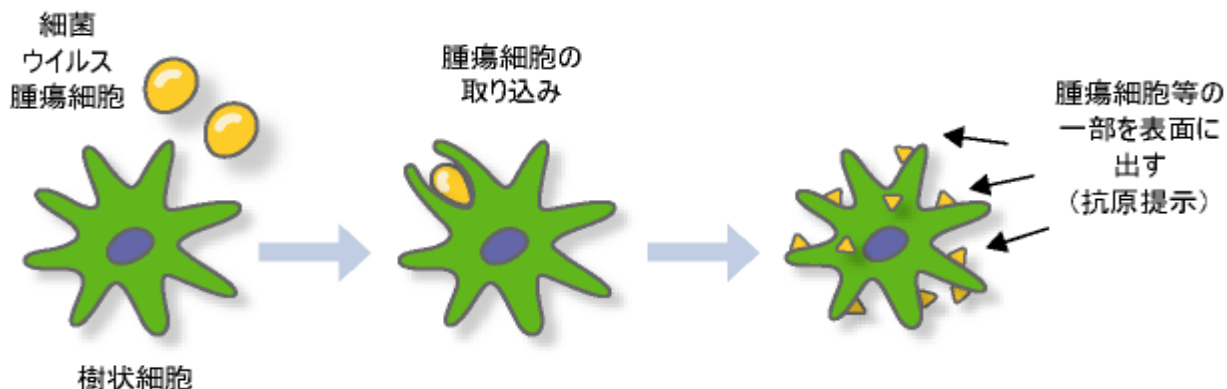 細菌
ウイルス
腫瘍細胞
樹状細胞
腫瘍細胞の
取り込み
腫瘍細胞等の
一部を表面に
出す
（抗原提示）